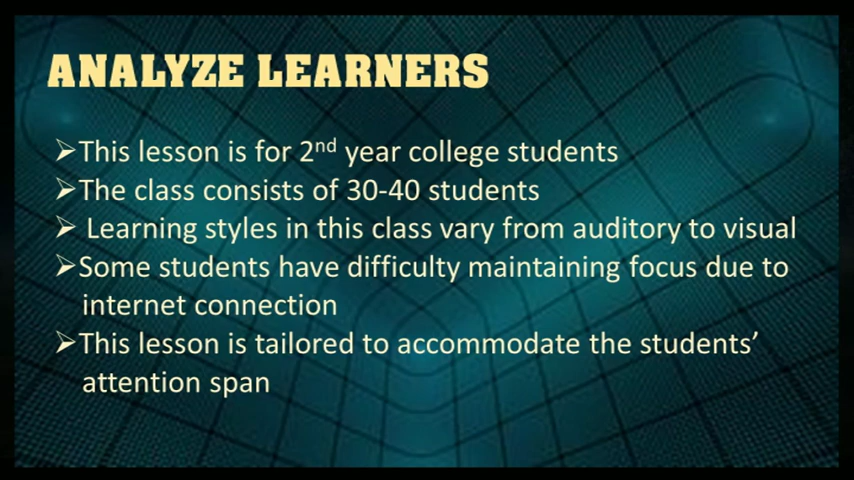 ANALYZE LEARNERS
➢This lesson is for 2nd year college students
➢The class consists of 30-40 students
➢ Learning styles in this class vary from auditory to visual
➢Some students have difficulty maintaining focus due to
internet connection
➢This lesson is tailored to accommodate the students’
attention span